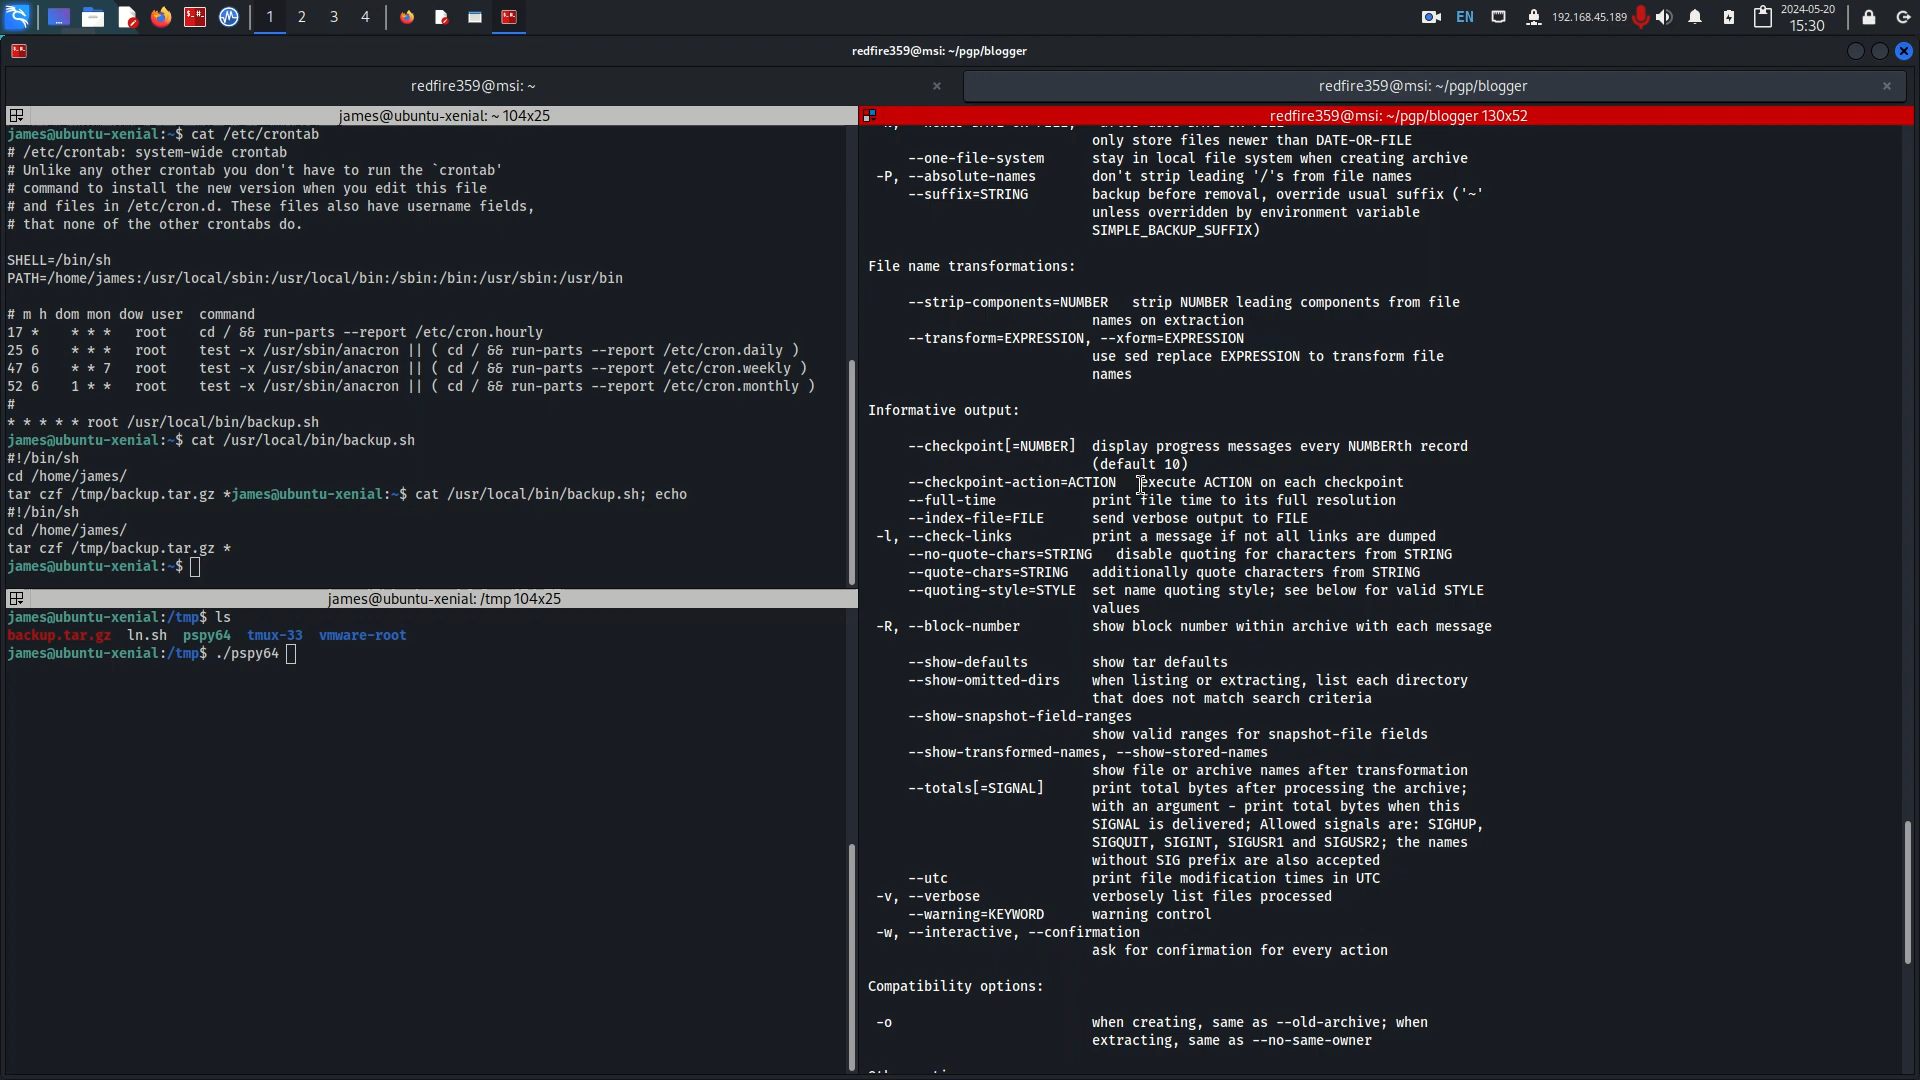 1 2 3 4
EN
192.168.45.189
2024-05-20
15:30
redfire359@msi: ~/pgp/blogger
redfire359@msi: ~ ×
redfire359@msi: ~/pgp/blogger ×
james@ubuntu-xenial: ~ 104x25
james@ubuntu-xenial:~$ cat /etc/crontab
# /etc/crontab: system-wide crontab
# Unlike any other crontab you don't have to run the `crontab'
# command to install the new version when you edit this file
# and files in /etc/cron.d. These files also have username fields,
# that none of the other crontabs do.
SHELL=/bin/sh
PATH=/home/james:/usr/local/sbin:/usr/local/bin:/sbin:/bin:/usr/sbin:/usr/bin
# m h dom mon dow user  command
17 *    * * *   root    cd / && run-parts --report /etc/cron.hourly
25 6    * * *   root    test -x /usr/sbin/anacron || ( cd / && run-parts --report /etc/cron.daily )
47 6    * * 7   root    test -x /usr/sbin/anacron || ( cd / && run-parts --report /etc/cron.weekly )
52 6    1 * *   root    test -x /usr/sbin/anacron || ( cd / && run-parts --report /etc/cron.monthly )
#
* * * * * root /usr/local/bin/backup.sh
james@ubuntu-xenial:~$ cat /usr/local/bin/backup.sh
#!/bin/sh
cd /home/james/
tar czf /tmp/backup.tar.gz *james@ubuntu-xenial:~$ cat /usr/local/bin/backup.sh; echo
#!/bin/sh
cd /home/james/
tar czf /tmp/backup.tar.gz *
james@ubuntu-xenial:~$
james@ubuntu-xenial: /tmp 104x25
james@ubuntu-xenial:/tmp$ ls
backup.tar.gz  ln.sh  pspy64  tmux-33  vmware-root
james@ubuntu-xenial:/tmp$ ./pspy64
redfire359@msi: ~/pgp/blogger 130x52
only store files newer than DATE-OR-FILE
--one-file-system      stay in local file system when creating archive
-P, --absolute-names       don't strip leading '/'s from file names
--suffix=STRING        backup before removal, override usual suffix ('~'
unless overridden by environment variable
SIMPLE_BACKUP_SUFFIX)
File name transformations:
--strip-components=NUMBER   strip NUMBER leading components from file
names on extraction
--transform=EXPRESSION, --xform=EXPRESSION
use sed replace EXPRESSION to transform file
names
Informative output:
--checkpoint[=NUMBER]  display progress messages every NUMBERth record
(default 10)
--checkpoint-action=ACTION   execute ACTION on each checkpoint
--full-time            print file time to its full resolution
--index-file=FILE      send verbose output to FILE
-l, --check-links          print a message if not all links are dumped
--no-quote-chars=STRING   disable quoting for characters from STRING
--quote-chars=STRING   additionally quote characters from STRING
--quoting-style=STYLE  set name quoting style; see below for valid STYLE
values
-R, --block-number         show block number within archive with each message
--show-defaults        show tar defaults
--show-omitted-dirs    when listing or extracting, list each directory
that does not match search criteria
--show-snapshot-field-ranges
show valid ranges for snapshot-file fields
--show-transformed-names, --show-stored-names
show file or archive names after transformation
--totals[=SIGNAL]      print total bytes after processing the archive;
with an argument - print total bytes when this
SIGNAL is delivered; Allowed signals are: SIGHUP,
SIGQUIT, SIGINT, SIGUSR1 and SIGUSR2; the names
without SIG prefix are also accepted
--utc                  print file modification times in UTC
-v, --verbose              verbosely list files processed
--warning=KEYWORD      warning control
-w, --interactive, --confirmation
ask for confirmation for every action
Compatibility options:
-o                         when creating, same as --old-archive; when
extracting, same as --no-same-owner